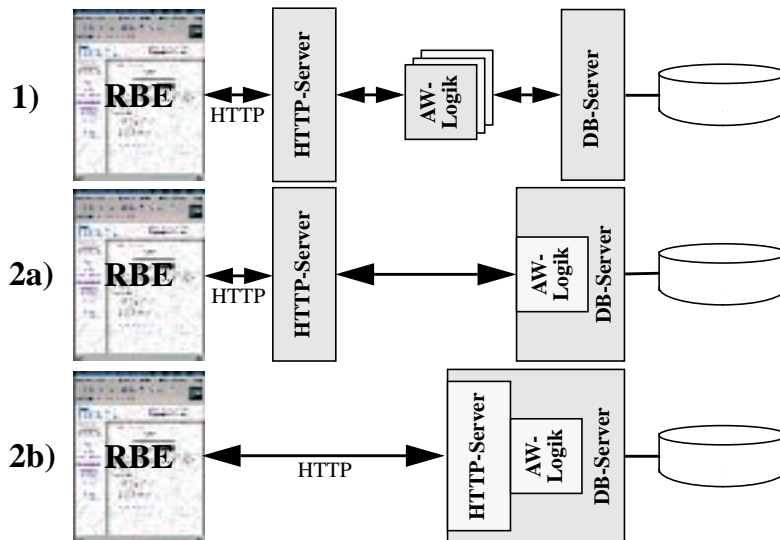 1)
RBE
HTTP
HTTP-Server
AW-
Logik
DB-Server
2a)
RBE
HTTP
HTTP-Server
AW-
Logik
DB-Server
2b)
RBE
HTTP
HTTP-Server
AW-
Logik
DB-Server